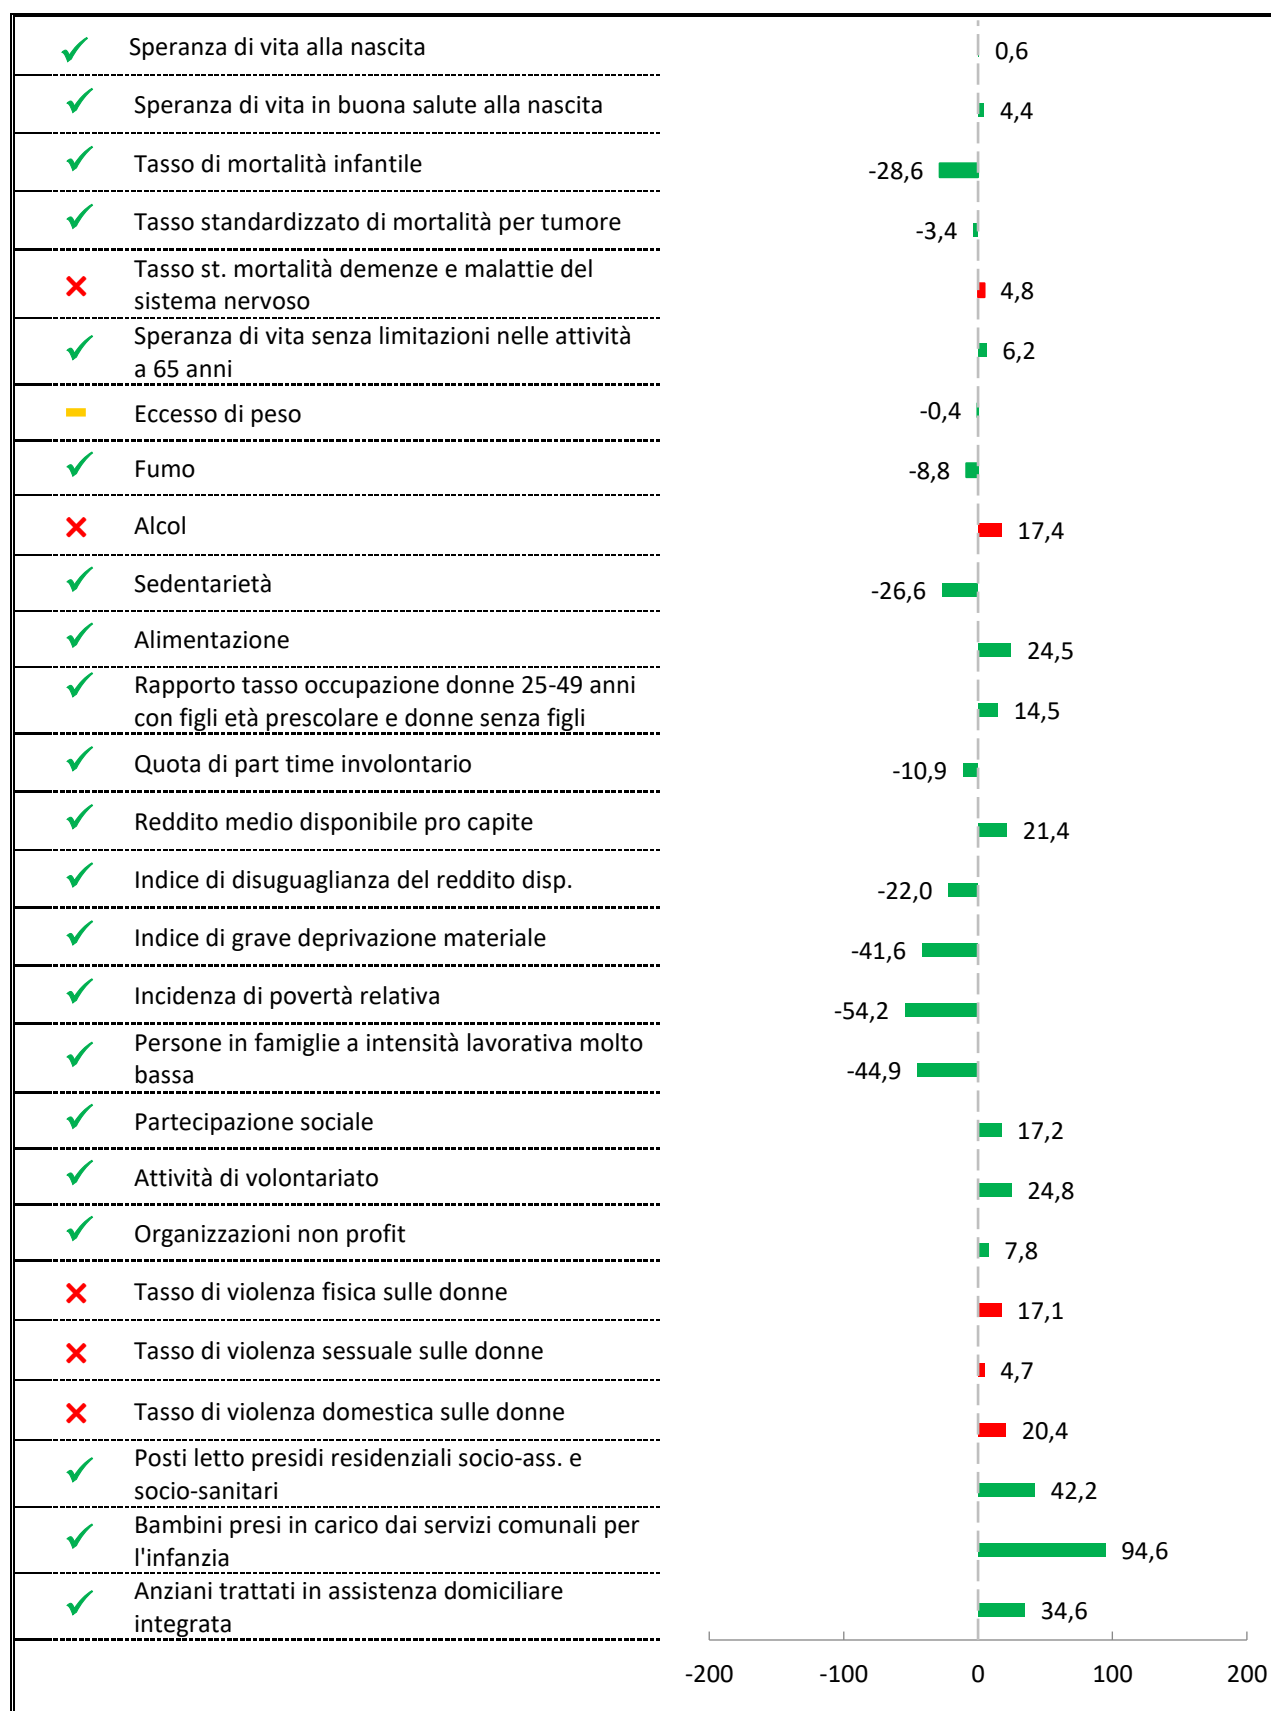 Speranza di vita alla nascita 0,6
Speranza di vita in buona salute alla nascita 4,4
Tasso di mortalità infantile -28,6
Tasso standardizzato di mortalità per tumore -3,4
Tasso st. mortalità demenze e malattie del
sistema nervoso 4,8
Speranza di vita senza limitazioni nelle attività
a 65 anni 6,2
Eccesso di peso -0,4
Fumo -8,8
Alcol 17,4
Sedentarietà -26,6
Alimentazione 24,5
Rapporto tasso occupazione donne 25-49 anni
con figli età prescolare e donne senza figli 14,5
Quota di part time involontario -10,9
Reddito medio disponibile pro capite 21,4
Indice di disuguaglianza del reddito disp. -22,0
Indice di grave deprivazione materiale -41,6
Incidenza di povertà relativa -54,2
Persone in famiglie a intensità lavorativa molto
bassa -44,9
Partecipazione sociale 17,2
Attività di volontariato 24,8
Organizzazioni non profit 7,8
Tasso di violenza fisica sulle donne 17,1
Tasso di violenza sessuale sulle donne 4,7
Tasso di violenza domestica sulle donne 20,4
Posti letto presidi residenziali socio-ass. e
socio-sanitari 42,2
Bambini presi in carico dai servizi comunali per
l'infanzia 94,6
Anziani trattati in assistenza domiciliare
integrata 34,6
-200 -100 0 100 200